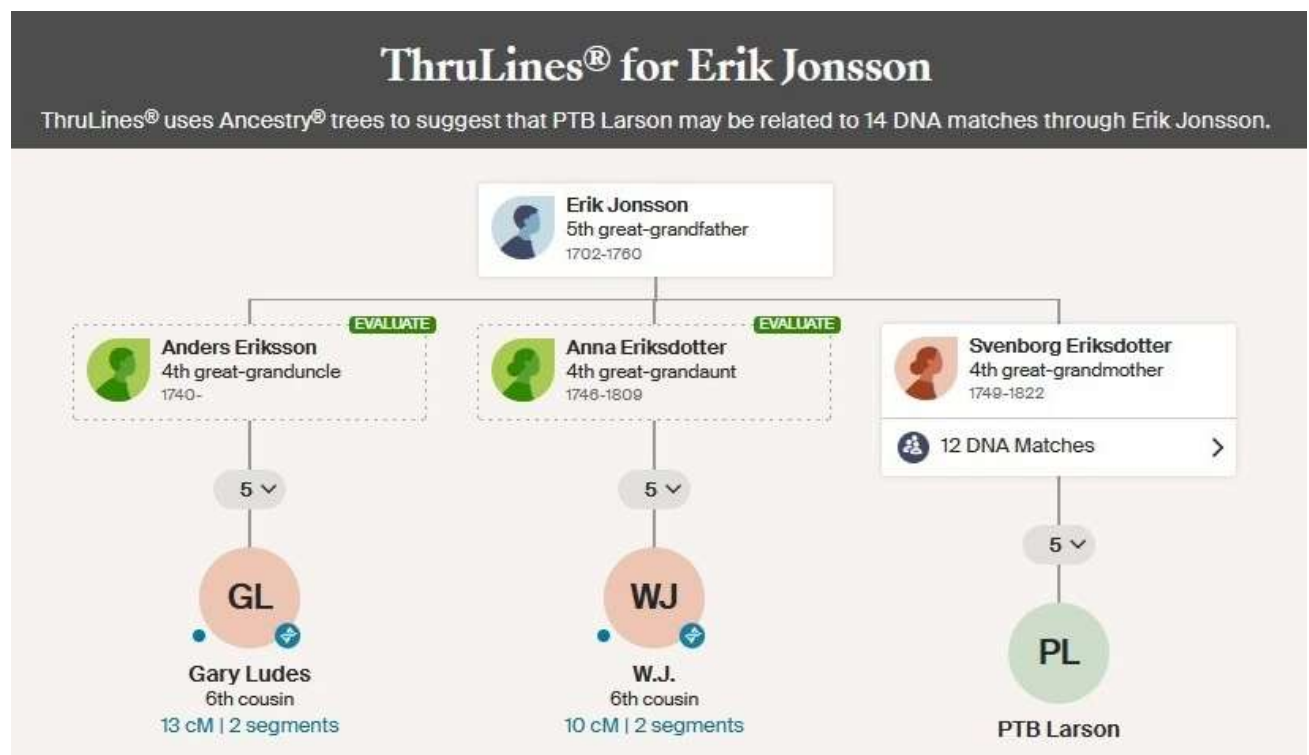 ThruLines® for Erik Jonsson
ThruLines® uses Ancestry® trees to suggest that PTB Larson may be related to 14 DNA matches through Erik Jonsson.
Erik Jonsson
5th great-grandfather
1702-1760
EVALUATE
Anders Eriksson
4th great-granduncle
1740-
EVALUATE
Anna Eriksdotter
4th great-grandaunt
1746-1809
Svenborg Eriksdotter
4th great-grandmother
1749-1822
12 DNA Matches
5
5
5
GL
Gary Ludes
6th cousin
13 cM | 2 segments
WJ
W.J.
6th cousin
10 cM | 2 segments
PL
PTB Larson